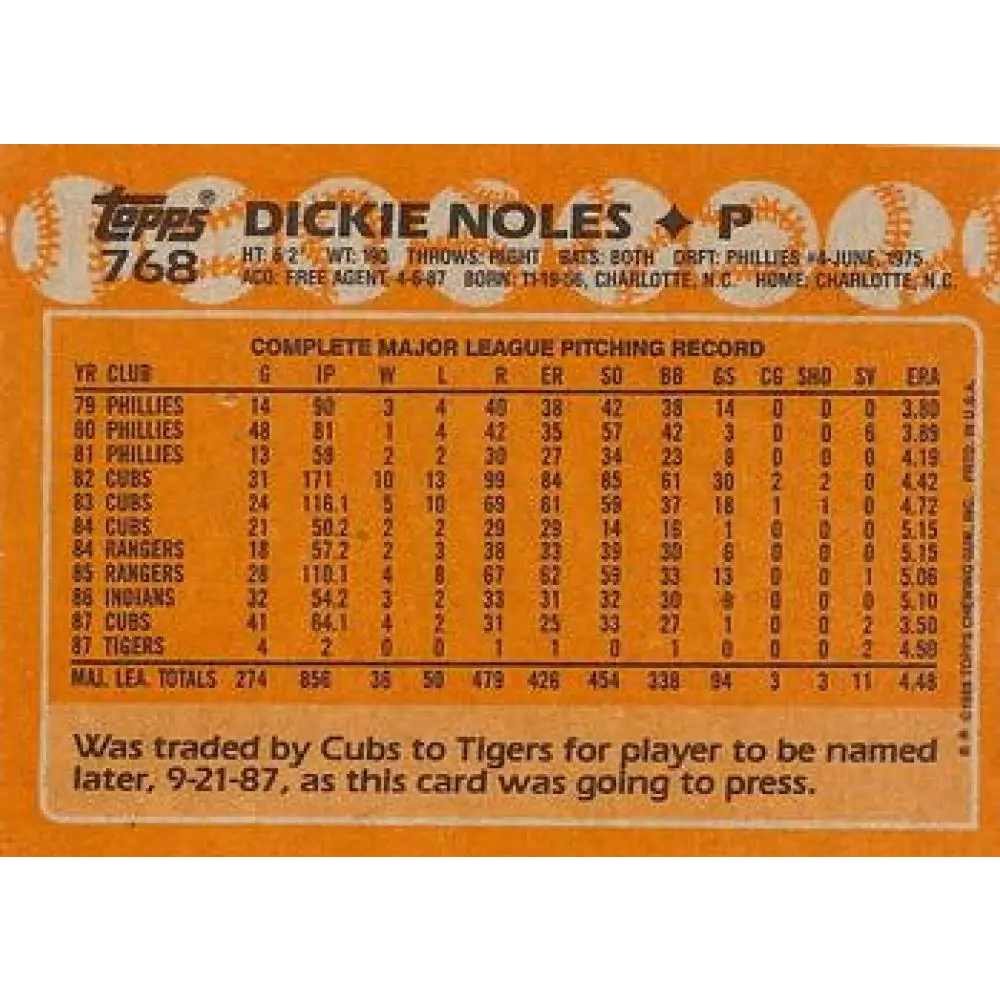 Topps® DICKIE NOLES ✦ P
768 HT: 6'2" WT: 190 THROWS: RIGHT BATS: BOTH DRFT: PHILLIES #4-JUNE, 1975
ACQ: FREE AGENT, 4-6-87 BORN: 11-19-56, CHARLOTTE, N.C. HOME: CHARLOTTE, N.C.
COMPLETE MAJOR LEAGUE PITCHING RECORD
YR CLUB G IP W L R ER SO BB GS CG SHO SV ERA
79 PHILLIES 14 90 3 4 40 38 42 38 14 0 0 0 3.80
80 PHILLIES 48 81 1 4 42 35 57 42 3 0 0 6 3.89
81 PHILLIES 13 58 2 2 30 27 34 23 8 0 0 0 4.19
82 CUBS 31 171 10 13 99 84 85 61 30 2 2 0 4.42
83 CUBS 24 116.1 5 10 69 61 59 37 18 1 1 0 4.72
84 CUBS 21 50.2 2 2 29 29 14 16 1 0 0 0 5.15
84 RANGERS 18 57.2 2 3 38 33 39 30 6 0 0 0 5.15
85 RANGERS 28 110.1 4 8 67 62 59 33 13 0 0 1 5.06
86 INDIANS 32 54.2 3 2 33 31 32 30 0 0 0 5.10
87 CUBS 41 64.1 4 2 31 25 33 27 1 0 0 2 3.50
87 TIGERS 4 2 0 0 1 1 0 1 0 0 0 2 4.50
MAJ. LEA. TOTALS 274 856 36 50 479 426 454 338 94 3 3 11 4.48
Was traded by Cubs to Tigers for player to be named
later, 9-21-87, as this card was going to press.
© 1988 TOPPS CHEWING GUM, INC. PRTD. IN U.S.A.